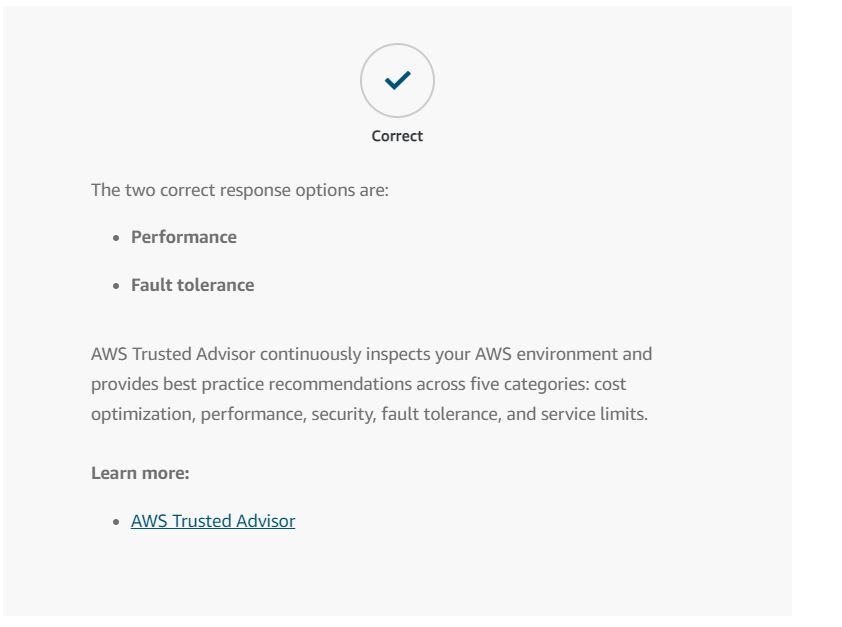 Correct
The two correct response options are:
• Performance
• Fault tolerance
AWS Trusted Advisor continuously inspects your AWS environment and
provides best practice recommendations across five categories: cost
optimization, performance, security, fault tolerance, and service limits.
Learn more:
• AWS Trusted Advisor